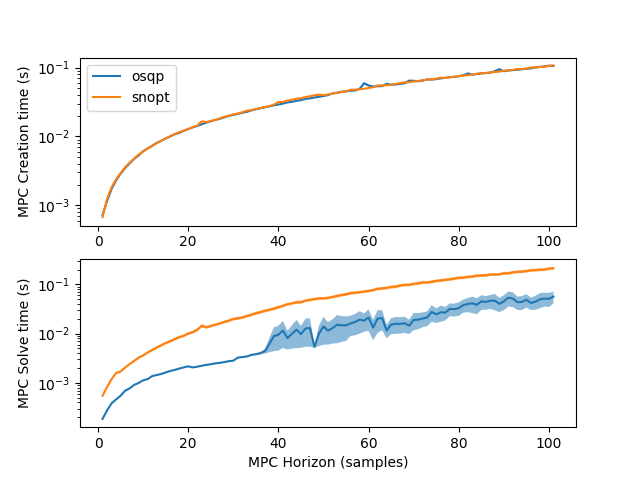 MPC Creation time (s)
10⁻¹
10⁻²
10⁻³
osqp
snopt
0 20 40 60 80 100
MPC Solve time (s)
10⁻¹
10⁻²
10⁻³
0 20 40 60 80 100
MPC Horizon (samples)